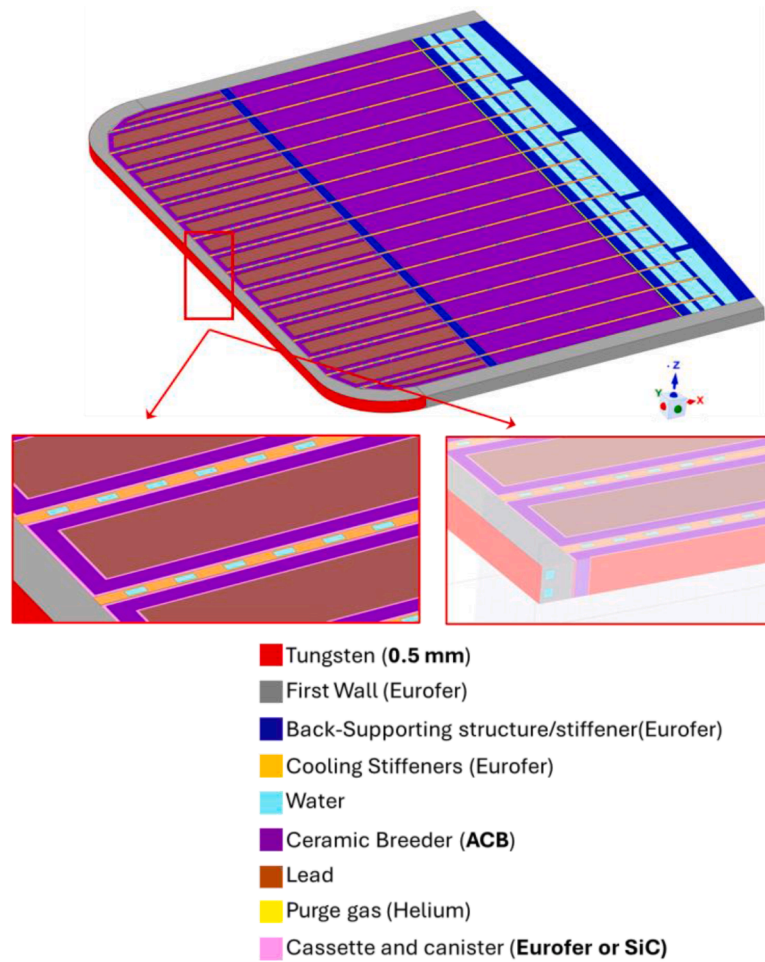 - Z
Y
X
Tungsten (0.5 mm)
First Wall (Eurofer)
Back-Supporting structure/stiffener(Eurofer)
Cooling Stiffeners (Eurofer)
Water
Ceramic Breeder (ACB)
Lead
Purge gas (Helium)
Cassette and canister (Eurofer or SiC)